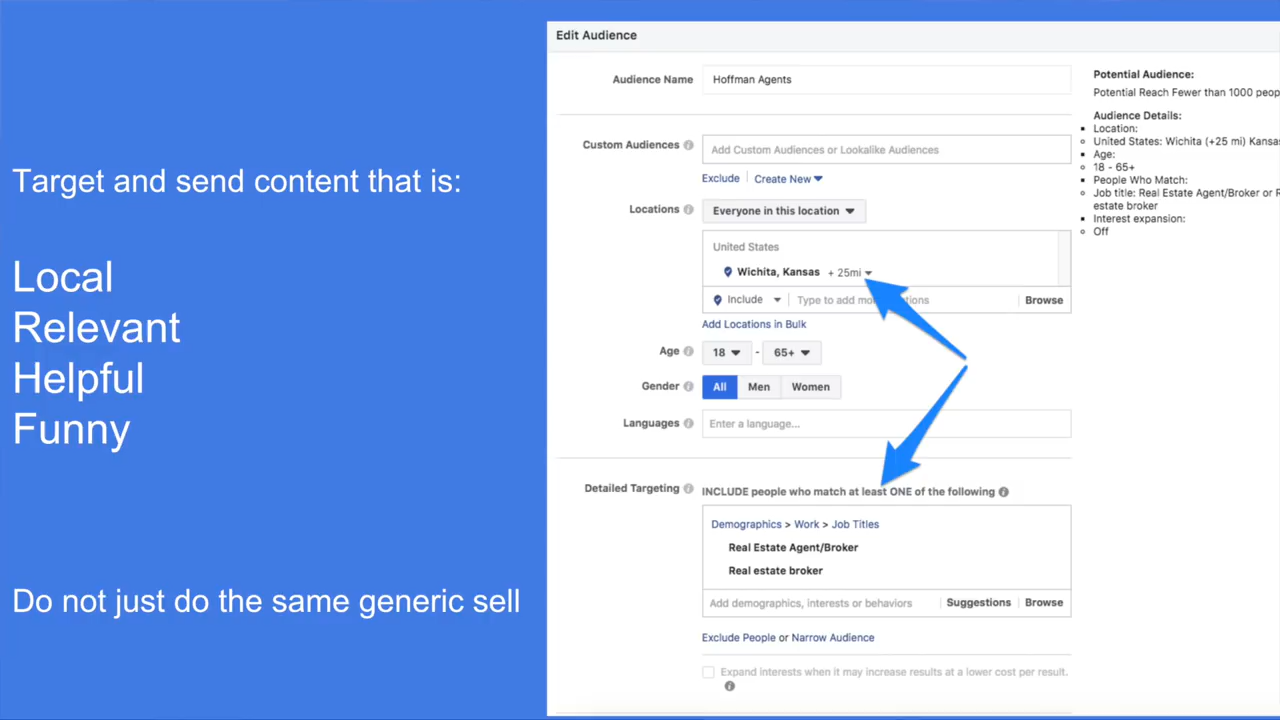 Target and send content that is:
Local
Relevant
Helpful
Funny
Do not just do the same generic sell
Edit Audience
Audience Name
Hoffman Agents
Custom Audiences
Add Custom Audiences or Lookalike Audiences
Exclude
Create New
Locations
Everyone in this location
United States
Wichita, Kansas + 25mi
Include
Type to add
Browse
Add Locations in Bulk
Age
18 - 65+
Gender
All
Men
Women
Languages
Enter a language...
Detailed Targeting
INCLUDE people who match at least ONE of the following
Demographics > Work > Job Titles
Real Estate Agent/Broker
Real estate broker
Add demographics, interests or behaviors
Suggestions
Browse
Exclude People or Narrow Audience
Expand interests when it may increase results at a lower cost per result.
Potential Audience:
Potential Reach Fewer than 1000
Audience Details:
Location:
United States: Wichita (+25 mi)
Age:
18 - 65+
People Who Match:
Job title: Real Estate Agent/Broker or
estate broker
Interest expansion:
Off